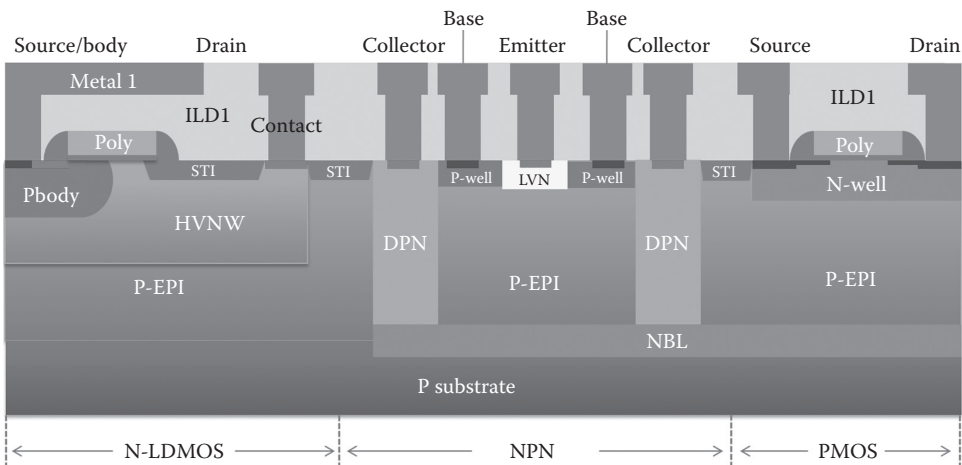 Base Base
Source/body Drain Collector Emitter Collector Source Drain
Metal 1
ILD1 ILD1
Contact
Poly Poly
STI STI P-well LVN P-well STI
Pbody N-well
HVNW DPN DPN
P-EPI P-EPI P-EPI
NBL
P substrate
N-LDMOS NPN PMOS